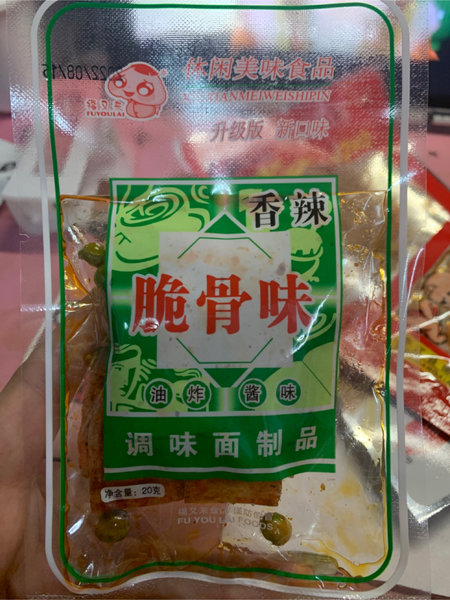 2022/08/15
福又来
FUYOULAI
休闲美味食品
XIUXIANMEIWEISHIPIN
升级版 新口味
香辣
脆骨味
油炸 酱味
调味面制品
净含量：20克
FU YOU LAI FOODS